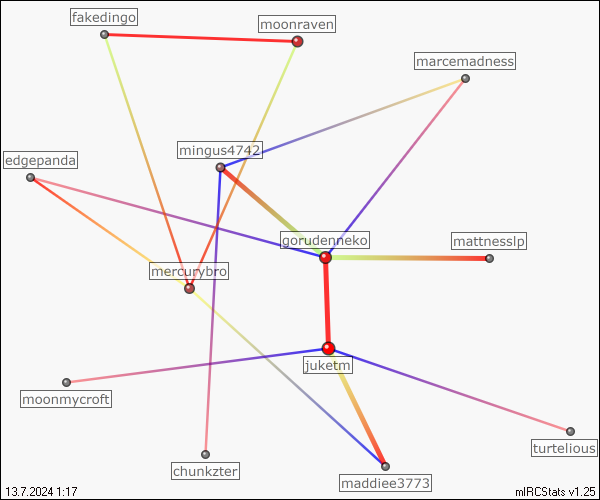 fakedingo
moonraven
marcemadness
mingus4742
edgepanda
gorudenneko
mattnesslp
mercurybro
juketm
moonmycroft
turtelious
chunkzter
maddiee3773
13.7.2024 1:17
mIRCStats v1.25